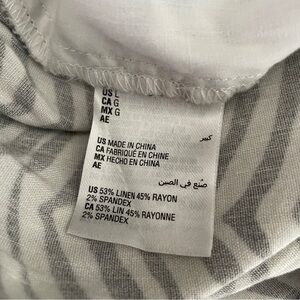 US L
CA G
MX G
AE
كبير
US MADE IN CHINA
CA FABRIQUÉ EN CHINE
MX HECHO EN CHINA
AE
صنع في الصين
US 53% LINEN 45% RAYON
2% SPANDEX
CA 53% LIN 45% RAYONNE
2% SPANDEX